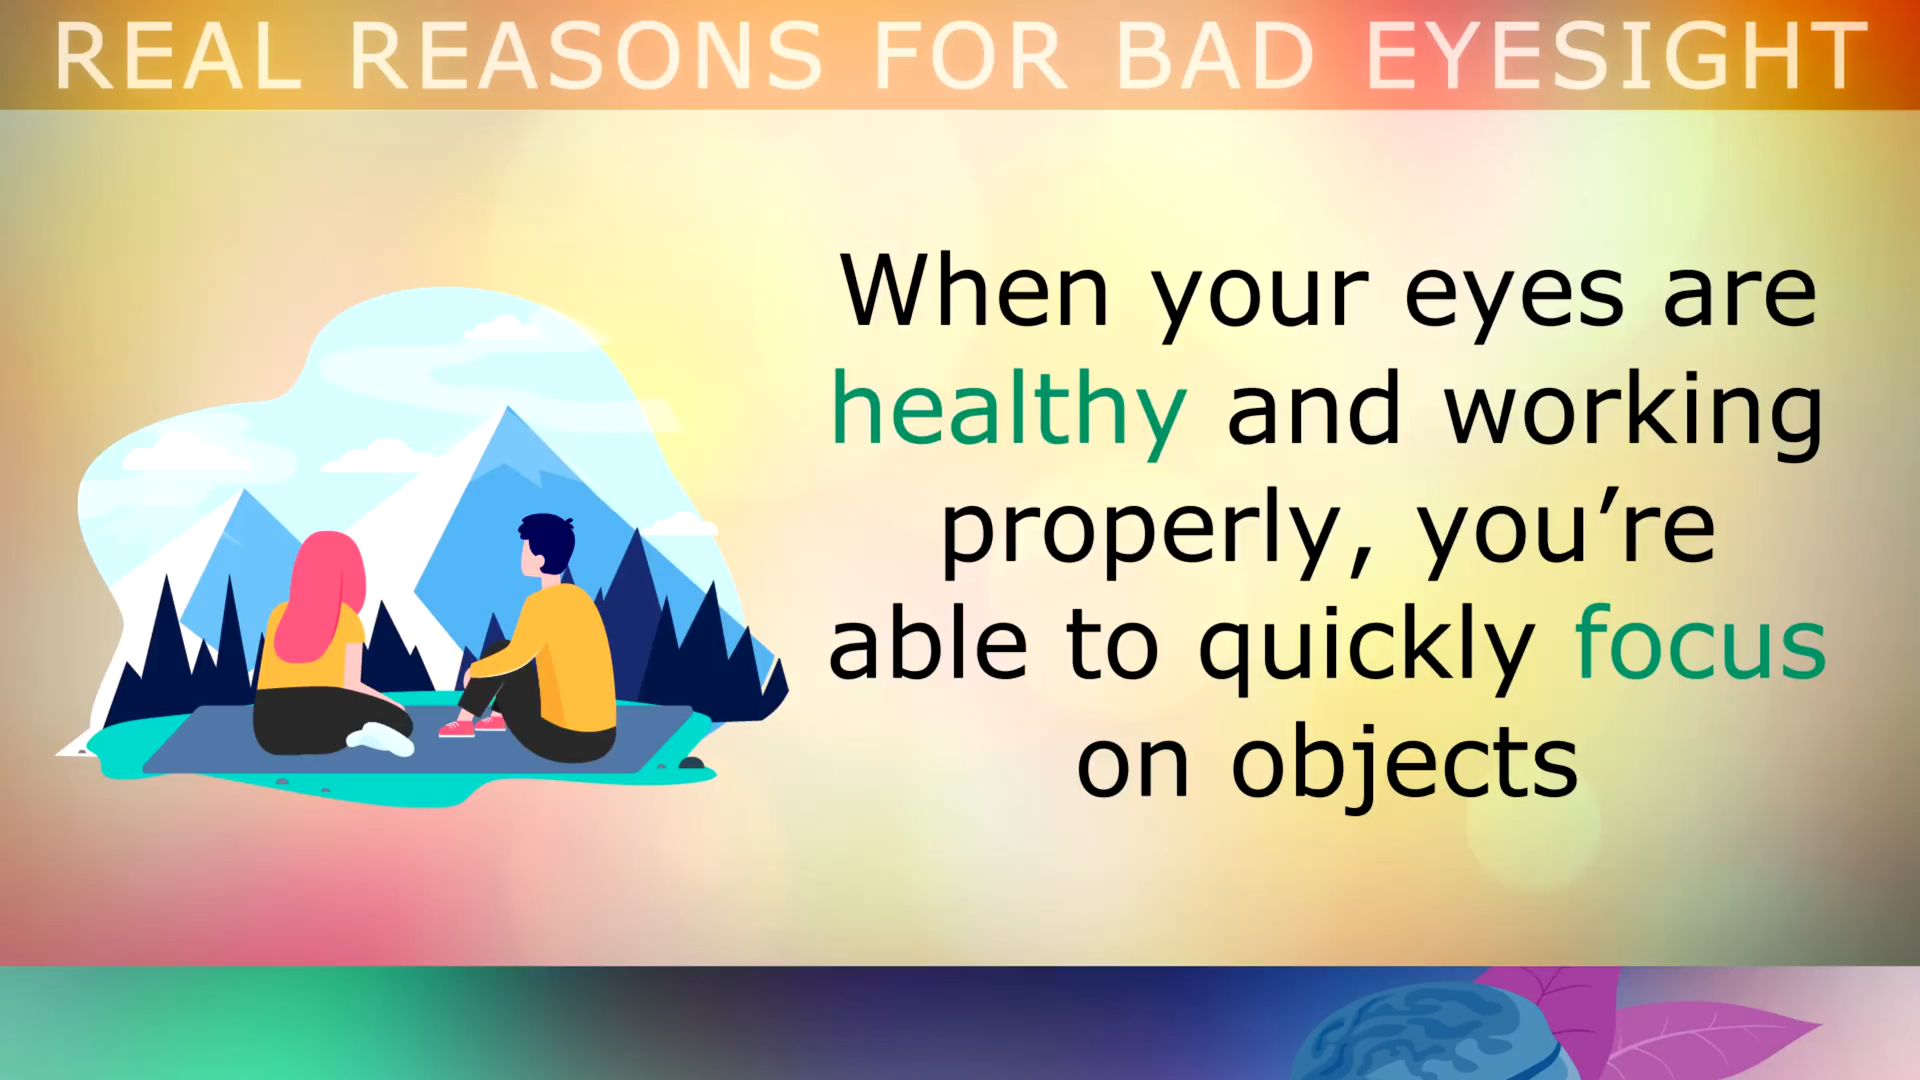 REAL REASONS FOR BAD EYESIGHT
When your eyes are
healthy and working
properly, you’re
able to quickly focus
on objects